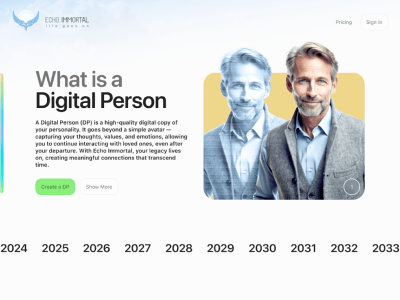 ECHO IMMORTAL
life goes on
Pricing
Sign in
What is a
Digital Person
A Digital Person (DP) is a high-quality digital copy of
your personality. It goes beyond a simple avatar —
capturing your thoughts, values, and emotions, allowing
you to continue interacting with loved ones, even after
your departure. With Echo Immortal, your legacy lives
on, creating meaningful connections that transcend
time.
Create a DP
Show More
2024 2025 2026 2027 2028 2029 2030 2031 2032 2033